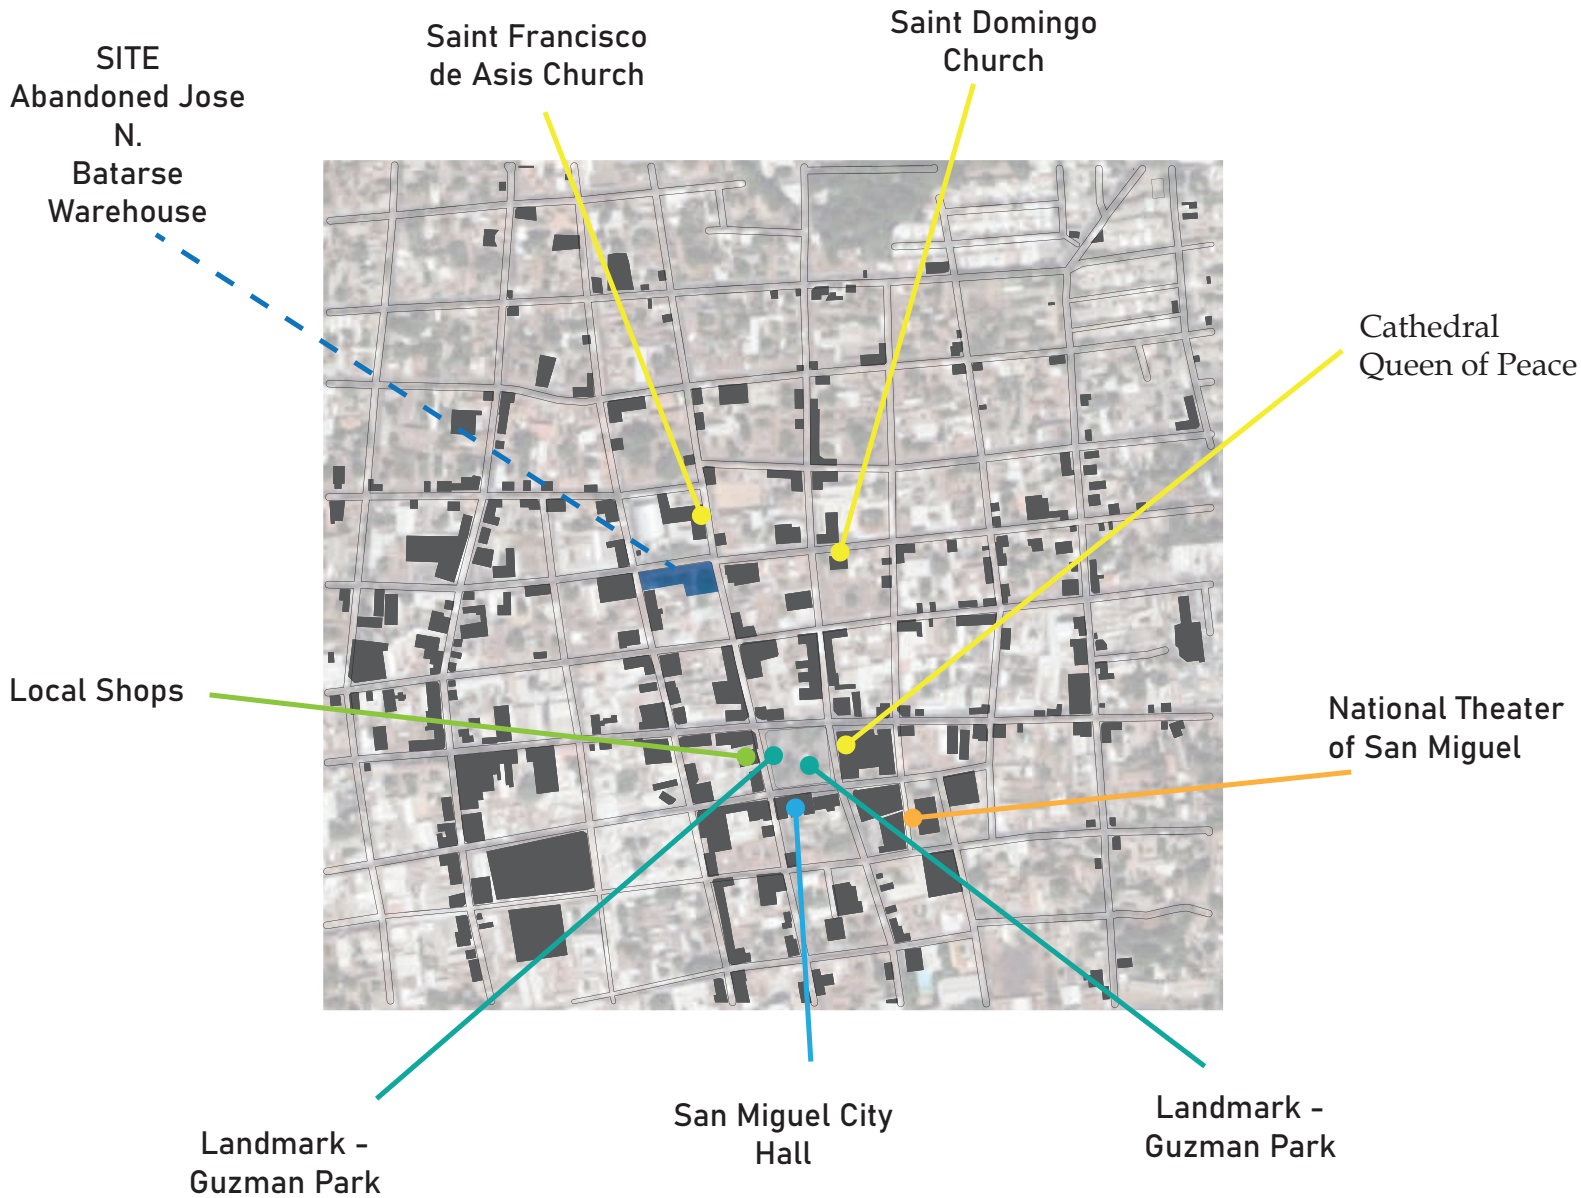 SITE
Abandoned Jose
N.
Batarse
Warehouse
Saint Francisco
de Asis Church
Saint Domingo
Church
Cathedral
Queen of Peace
Local Shops
National Theater
of San Miguel
Landmark -
Guzman Park
San Miguel City
Hall
Landmark -
Guzman Park